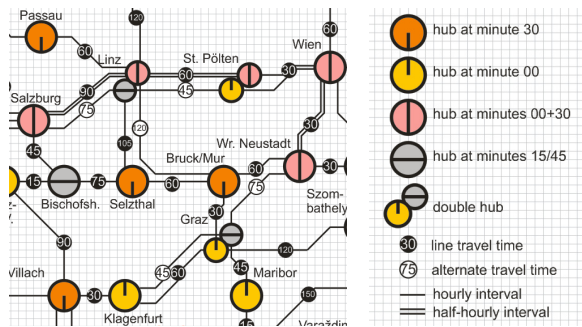 Passau
120
60
60
Linz
St. Pölten
Wien
60
30
90
45
75
Salzburg
120
30
105
45
Wr. Neustadt
Bruck/Mur
60
30
15
75
60
75
Bischofsh.
Selzthal
Szom-
bathely
30
Graz
90
120
45
60
45
Villach
Maribor
30
150
Klagenfurt
15
Varaždin
hub at minute 30
hub at minute 00
hub at minutes 00+30
hub at minutes 15/45
double hub
30 line travel time
75 alternate travel time
hourly interval
half-hourly interval